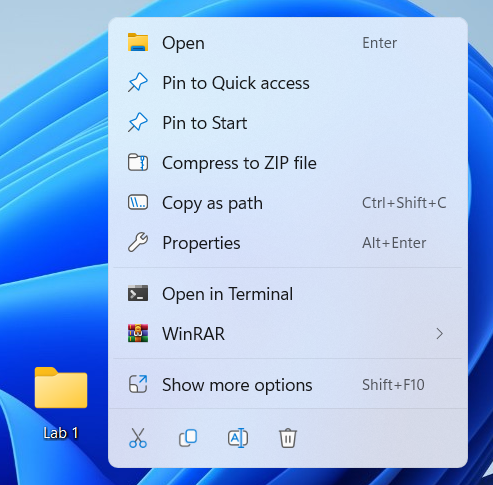 Open Enter
Pin to Quick access
Pin to Start
Compress to ZIP file
Copy as path Ctrl+Shift+C
Properties Alt+Enter
Open in Terminal
WinRAR
Show more options Shift+F10
Lab 1